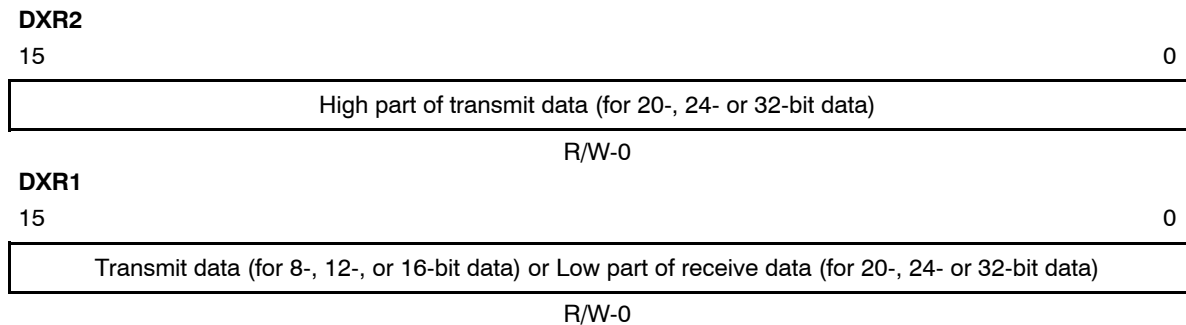 DXR2
15 0
High part of transmit data (for 20-, 24- or 32-bit data)
R/W-0
DXR1
15 0
Transmit data (for 8-, 12-, or 16-bit data) or Low part of receive data (for 20-, 24- or 32-bit data)
R/W-0